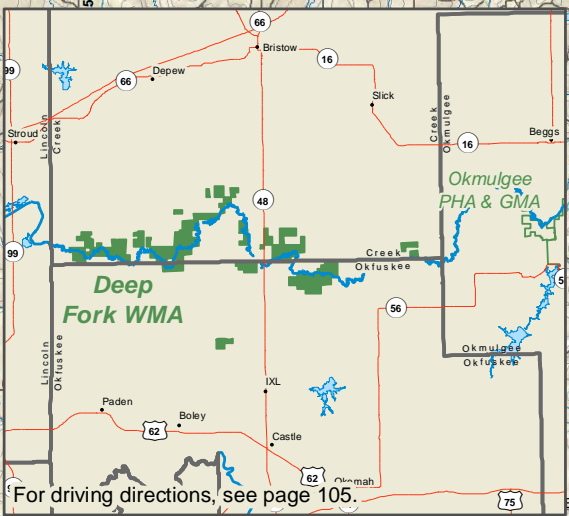 5
66
Bristow
16
99
66
Depew
Slick
Stroud
Lincoln
Creek
Creek
Okmulgee
Beggs
16
Okmulgee
PHA & GMA
48
99
Creek
Okfuskee
Deep
Fork WMA
56
Okmulgee
Okfuskee
Lincoln
Okfuskee
IXL
Paden
Boley
62
Castle
62
75
For driving directions, see page 105.